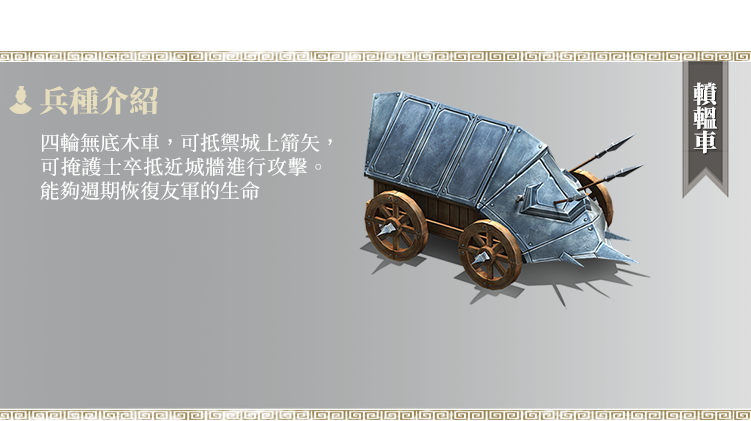 兵種介紹
四輪無底木車，可抵禦城上箭矢，
可掩護士卒抵近城牆進行攻擊。
能夠週期恢復友軍的生命
轒轀車